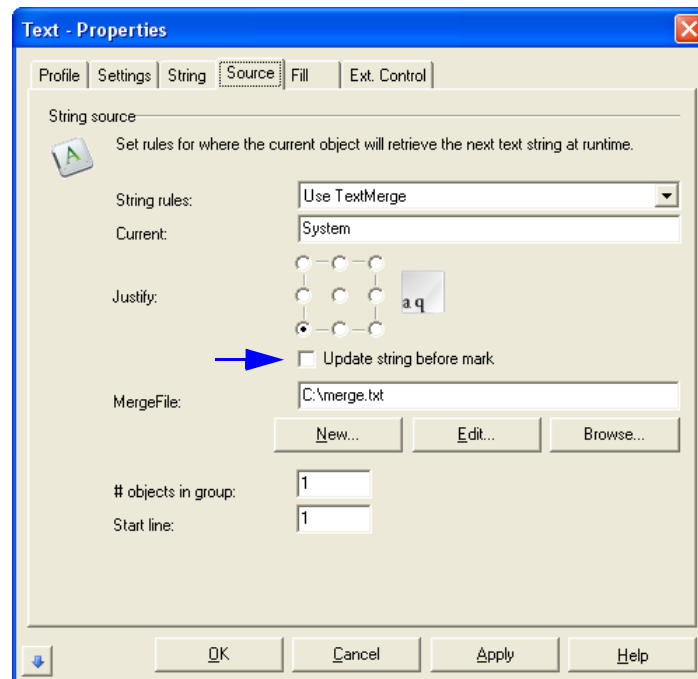 Text - Properties
Profile Settings String Source Fill Ext. Control
String source
A
Set rules for where the current object will retrieve the next text string at runtime.
String rules: Use TextMerge
Current: System
Justify:
a q
Update string before mark
MergeFile: C:\merge.txt
New... Edit... Browse...
# objects in group: 1
Start line: 1
OK Cancel Apply Help